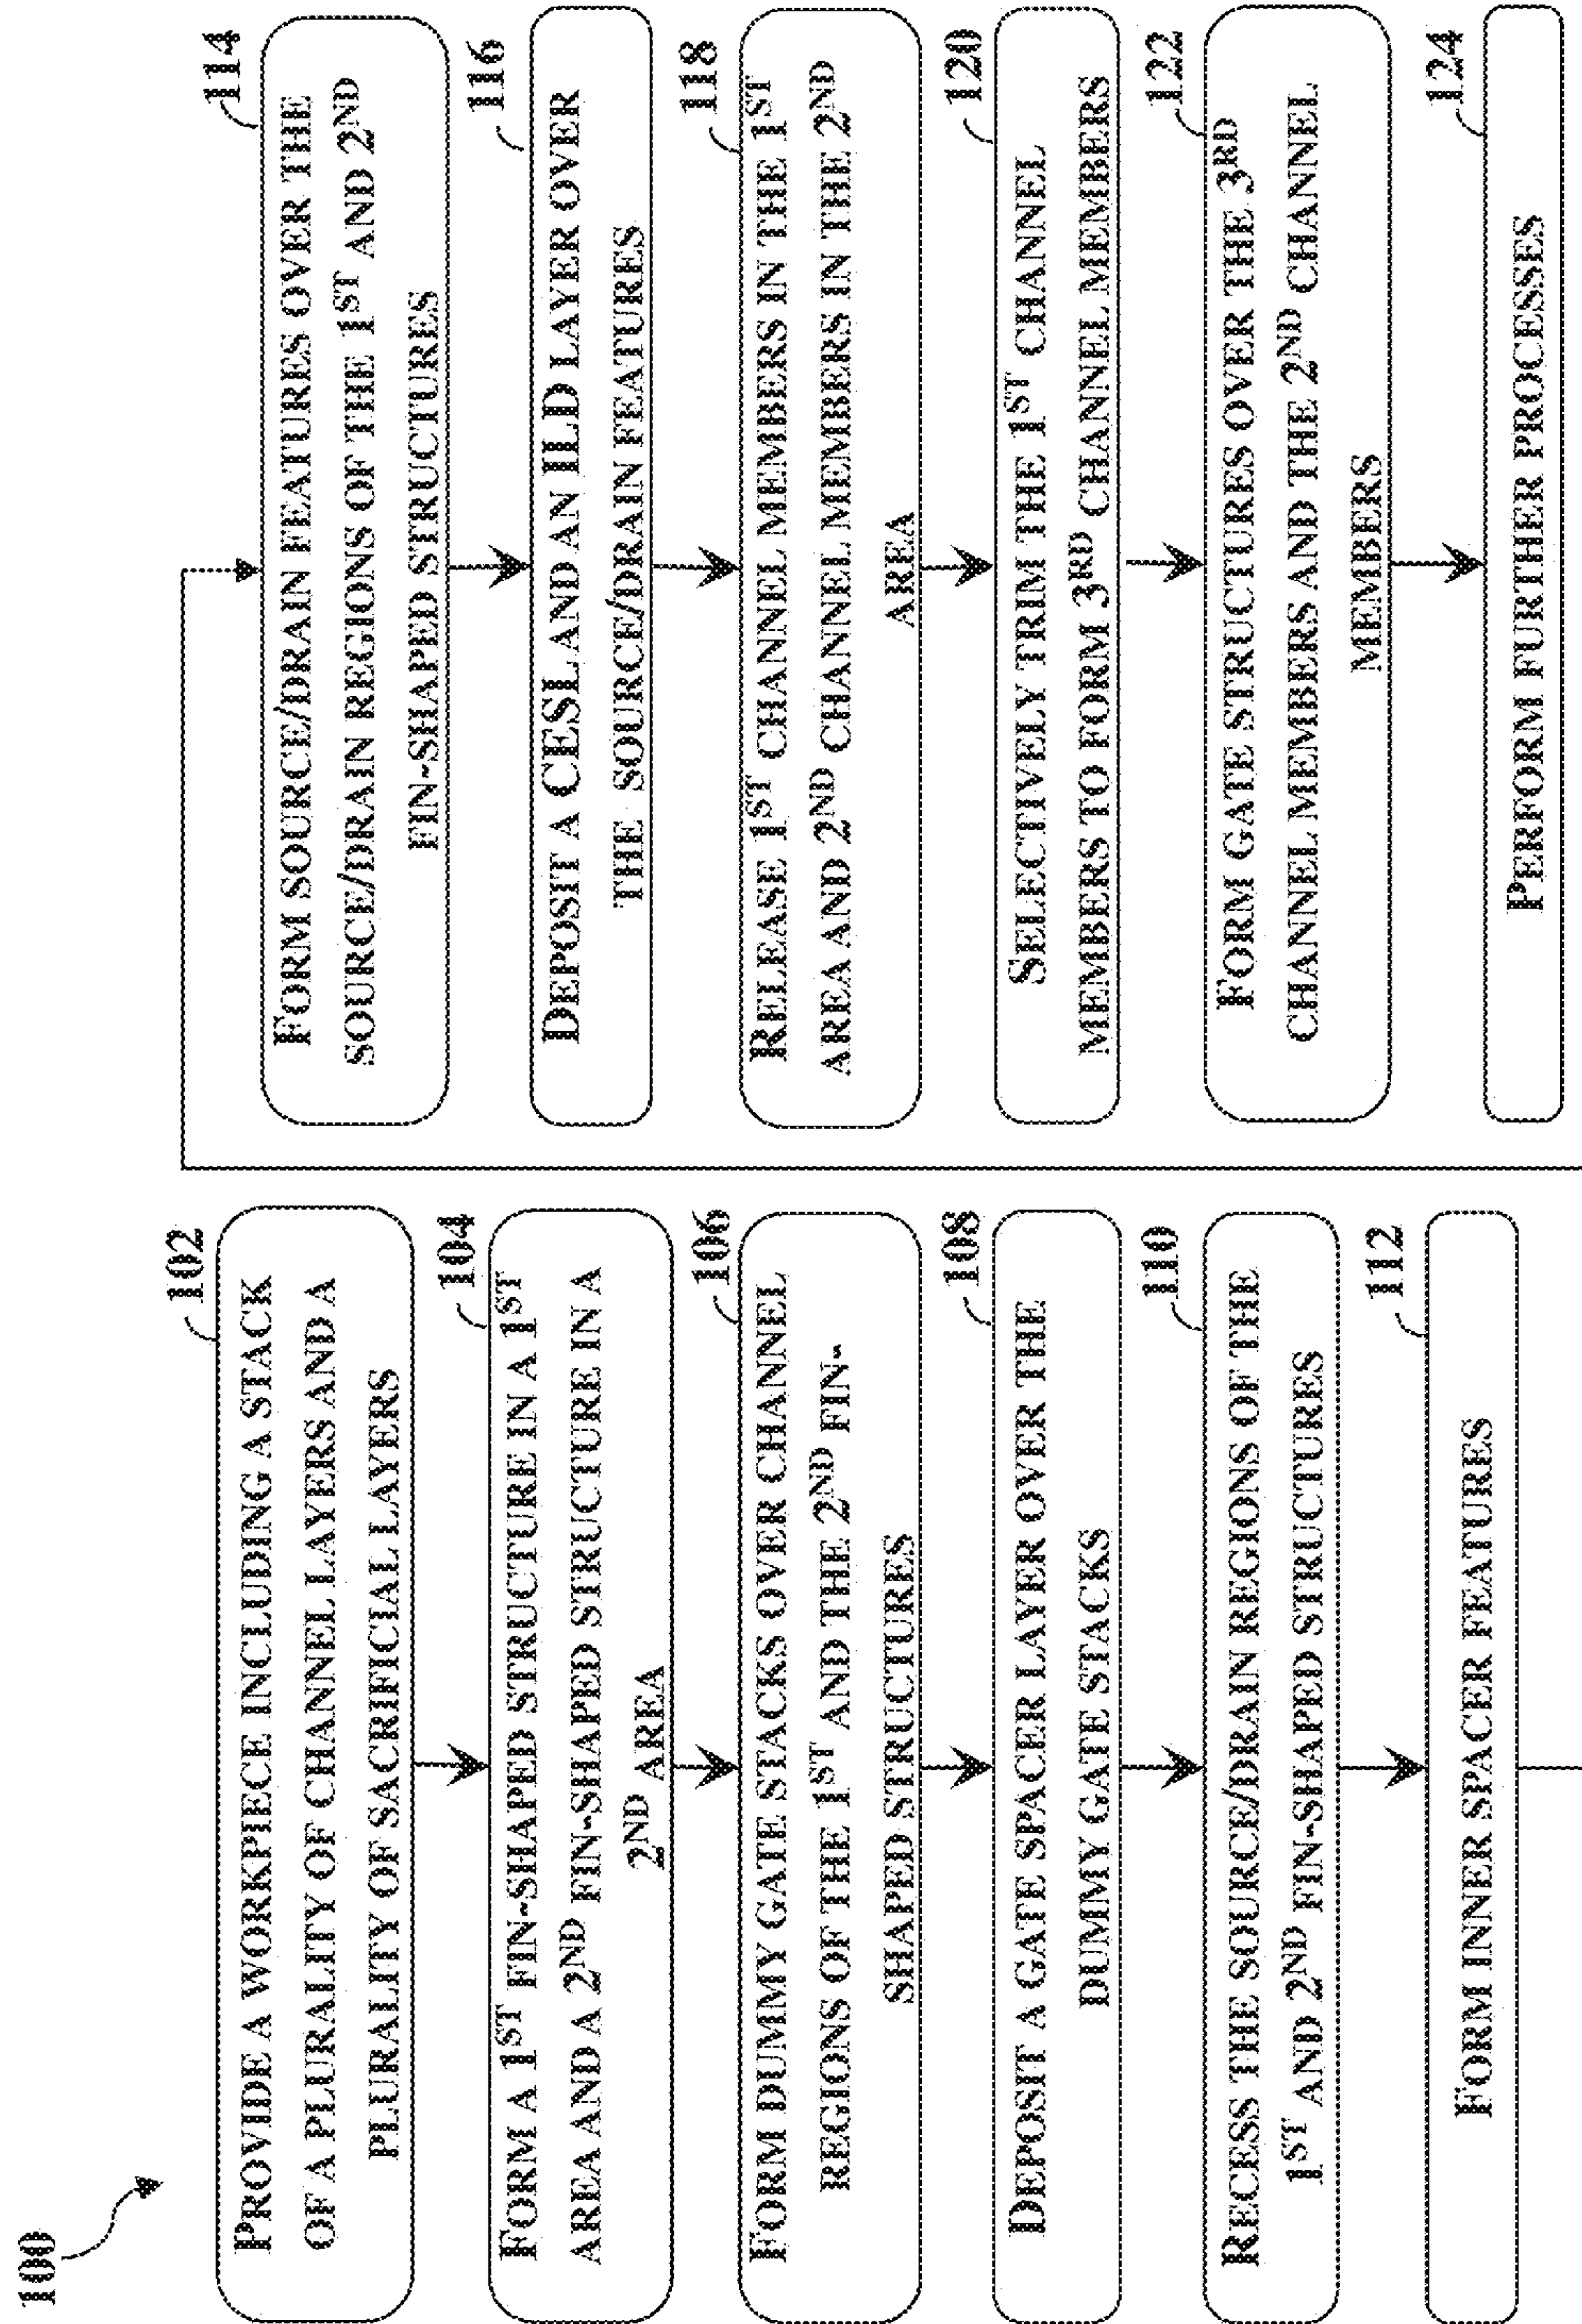 100
102
PROVIDE A WORKPIECE INCLUDING A STACK
OF A PLURALITY OF CHANNEL LAYERS AND A
PLURALITY OF SACRIFICIAL LAYERS
104
FORM A 1ST FIN-SHAPED STRUCTURE IN A 1ST
AREA AND A 2ND FIN-SHAPED STRUCTURE IN A
2ND AREA
106
FORM DUMMY GATE STACKS OVER CHANNEL
REGIONS OF THE 1ST AND THE 2ND FIN-
SHAPED STRUCTURES
108
DEPOSIT A GATE SPACER LAYER OVER THE
DUMMY GATE STACKS
110
RECESS THE SOURCE/DRAIN REGIONS OF THE
1ST AND 2ND FIN-SHAPED STRUCTURES
112
FORM INNER SPACER FEATURES
114
FORM SOURCE/DRAIN FEATURES OVER THE
SOURCE/DRAIN REGIONS OF THE 1ST AND 2ND
FIN-SHAPED STRUCTURES
116
DEPOSIT A CESL AND AN ILD LAYER OVER
THE SOURCE/DRAIN FEATURES
118
RELEASE 1ST CHANNEL MEMBERS IN THE 1ST
AREA AND 2ND CHANNEL MEMBERS IN THE 2ND
AREA
120
SELECTIVELY TRIM THE 1ST CHANNEL
MEMBERS TO FORM 3RD CHANNEL MEMBERS
122
FORM GATE STRUCTURES OVER THE 3RD
CHANNEL MEMBERS AND THE 2ND CHANNEL
MEMBERS
124
PERFORM FURTHER PROCESSES